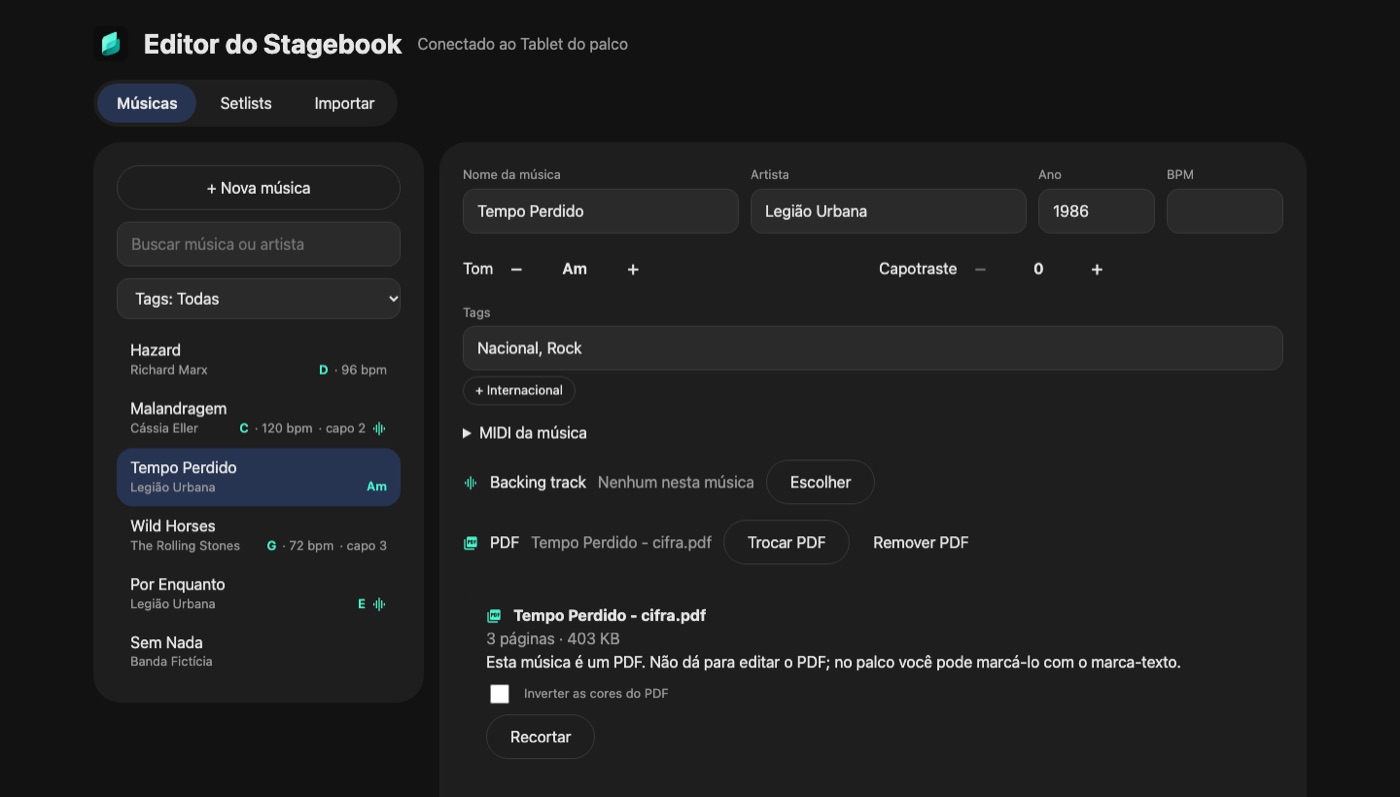 Editor do Stagebook Conectado ao Tablet do palco
Músicas Setlists Importar
+ Nova música
Buscar música ou artista
Tags: Todas
Hazard
Richard Marx D · 96 bpm
Malandragem
Cássia Eller C · 120 bpm · capo 2
Tempo Perdido
Legião Urbana Am
Wild Horses
The Rolling Stones G · 72 bpm · capo 3
Por Enquanto
Legião Urbana E
Sem Nada
Banda Fictícia
Nome da música Artista Ano BPM
Tempo Perdido Legião Urbana 1986
Tom − Am + Capotraste − 0 +
Tags
Nacional, Rock
+ Internacional
MIDI da música
Backing track Nenhum nesta música Escolher
PDF Tempo Perdido - cifra.pdf Trocar PDF Remover PDF
Tempo Perdido - cifra.pdf
3 páginas · 403 KB
Esta música é um PDF. Não dá para editar o PDF; no palco você pode marcá-lo com o marca-texto.
Inverter as cores do PDF
Recortar